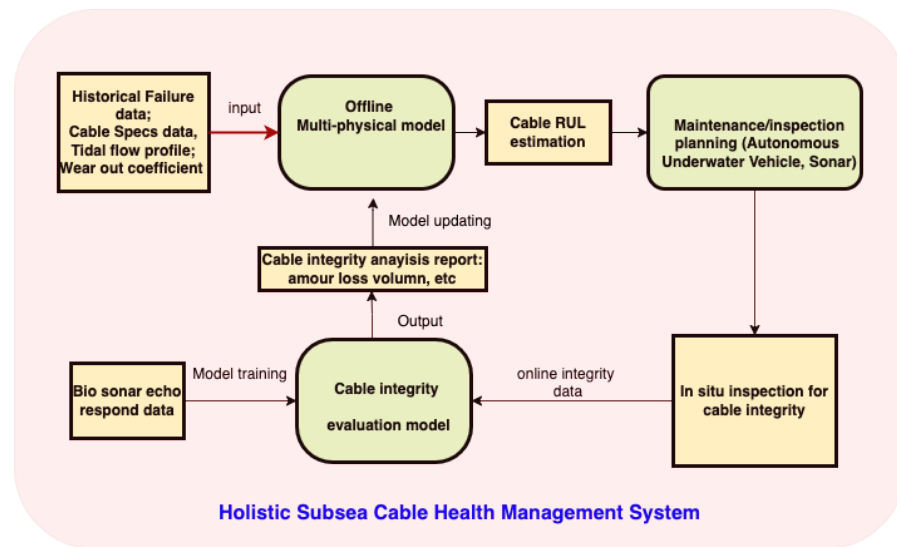 Historical Failure
data;
Cable Specs data,
Tidal flow profile;
Wear out coefficient
input
Offline
Multi-physical model
Cable RUL
estimation
Maintenance/inspection
planning (Autonomous
Underwater Vehicle, Sonar)
Model updating
Cable integrity anayisis report:
amour loss volumn, etc
Output
Bio sonar echo
respond data
Model training
Cable integrity
evaluation model
online integrity
data
In situ inspection for
cable integrity
Holistic Subsea Cable Health Management System